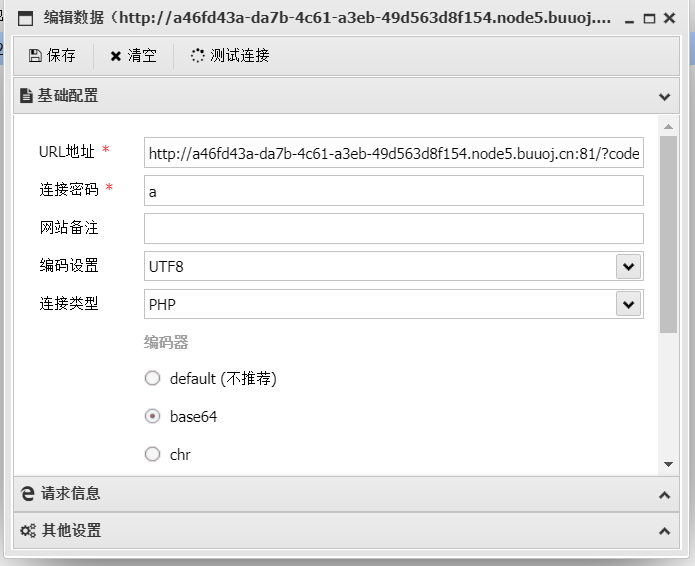 编辑数据（http://a46fd43a-da7b-4c61-a3eb-49d563d8f154.node5.buuoj....
保存 清空 测试连接
基础配置
URL地址 * http://a46fd43a-da7b-4c61-a3eb-49d563d8f154.node5.buuoj.cn:81/?code
连接密码 * a
网站备注
编码设置 UTF8
连接类型 PHP
编码器
default (不推荐)
base64
chr
请求信息
其他设置